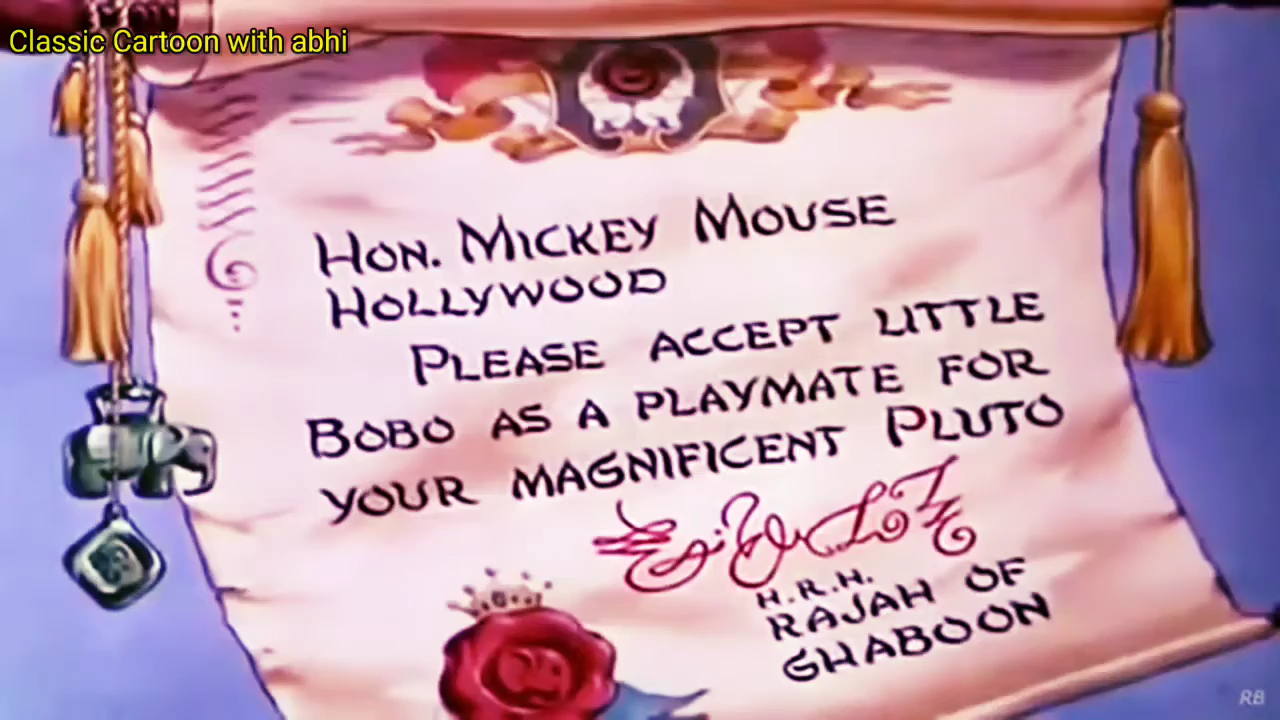 Classic Cartoon with abhi
HON. MICKEY MOUSE
HOLLYWOOD
PLEASE ACCEPT LITTLE
BOBO AS A PLAYMATE FOR
YOUR MAGNIFICENT PLUTO
H.R.H.
RAJAH OF
GHABOON
RB